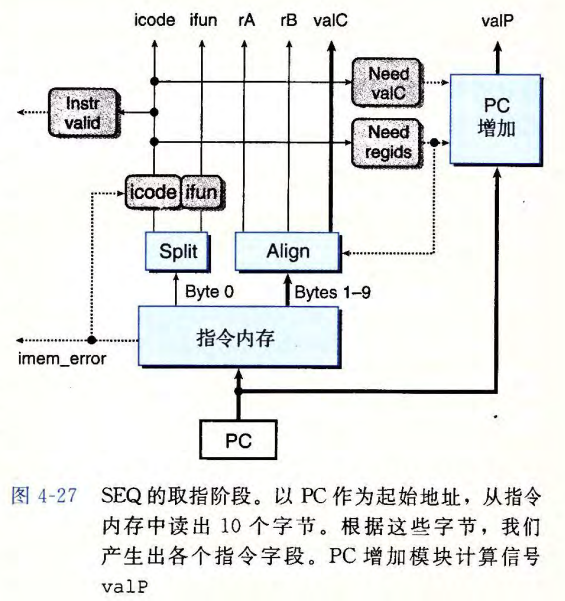 icode ifun rA rB valC valP
Need
valC
Instr
valid
PC
增加
Need
regids
icode ifun
Split
Align
Byte 0
Bytes 1–9
指令内存
imem_error
PC
图 4-27 SEQ 的取指阶段。以 PC 作为起始地址，从指令
内存中读出 10 个字节。根据这些字节，我们
产生出各个指令字段。PC 增加模块计算信号
valP